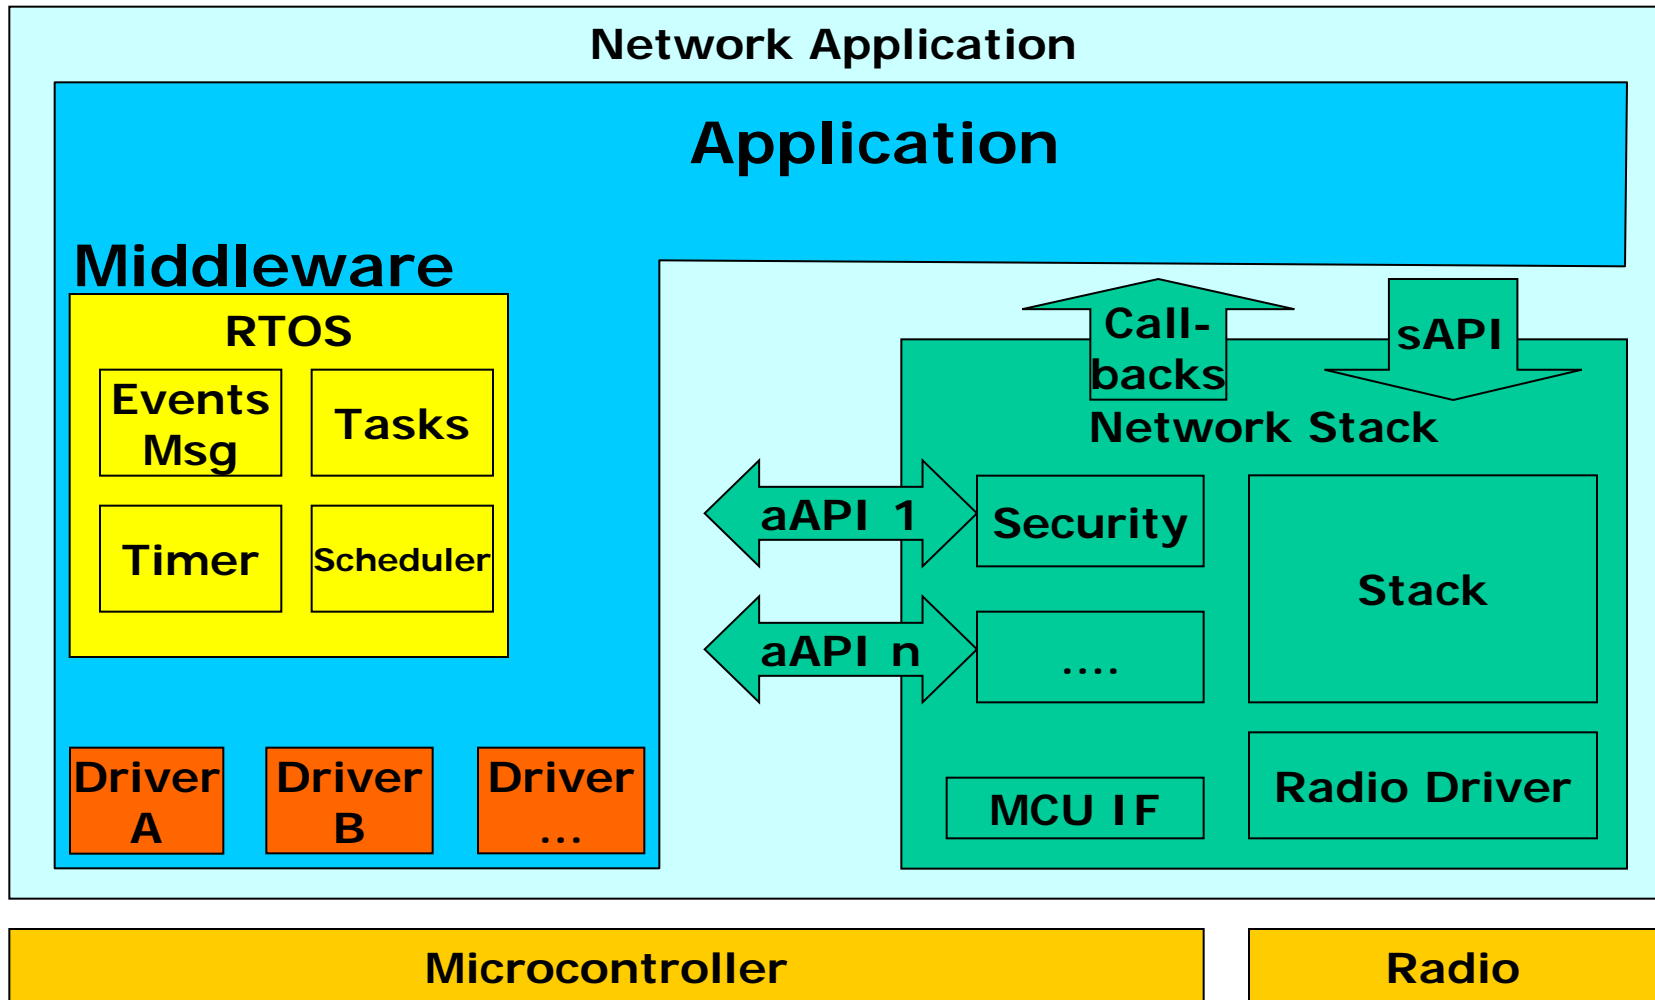 Network Application
Application
Middleware
RTOS
Events
Msg
Tasks
Timer
Scheduler
Driver
A
Driver
B
Driver
...
Call-
backs
sAPI
Network Stack
aAPI 1
Security
Stack
aAPI n
....
MCU IF
Radio Driver
Microcontroller
Radio